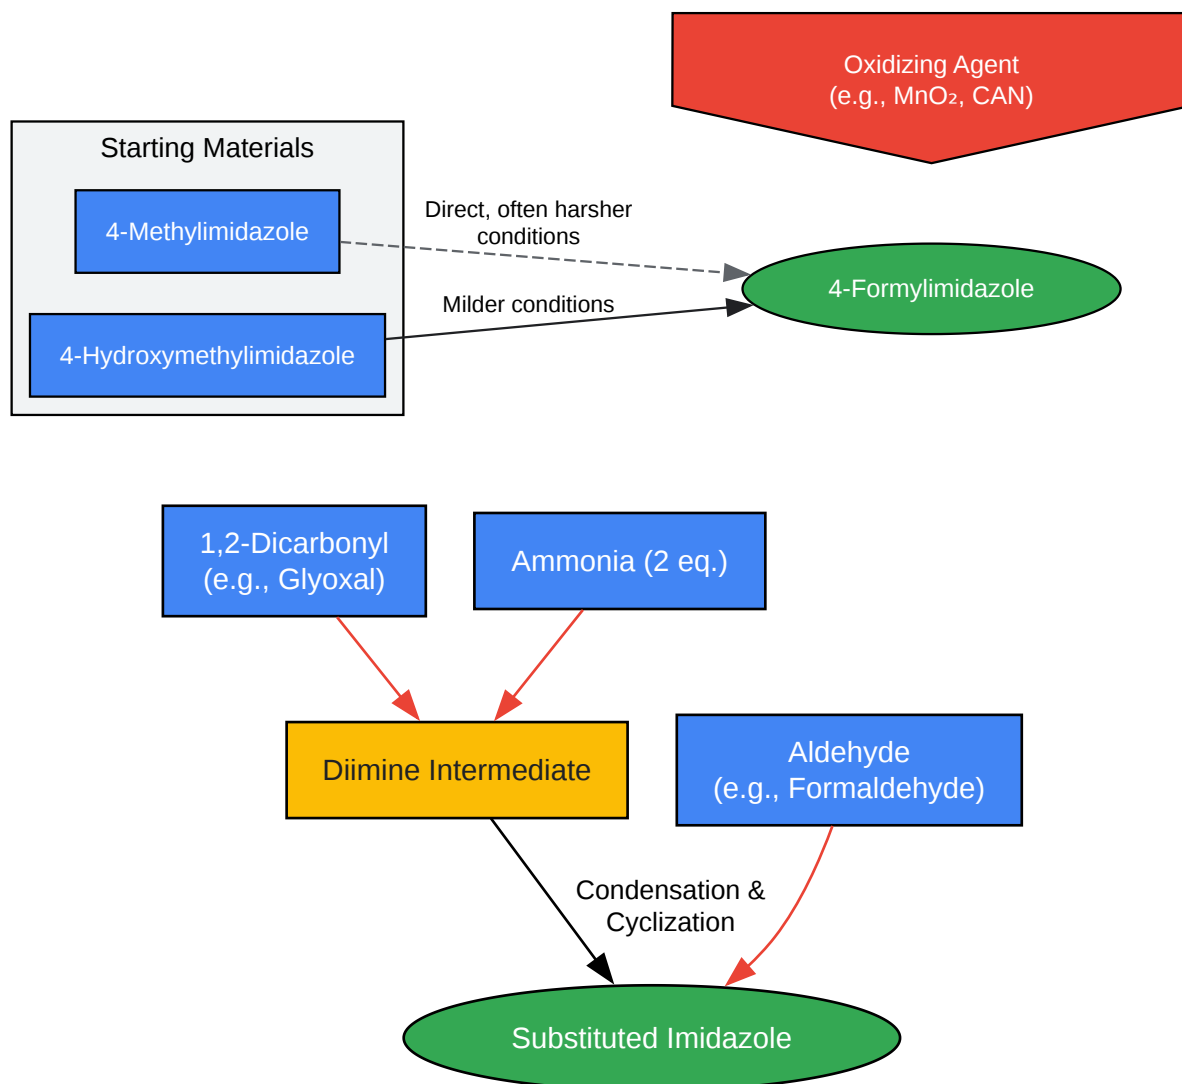 Oxidizing Agent
(e.g., MnO₂, CAN)
Starting Materials
4-Methylimidazole
Direct, often harsher
conditions
4-Formylimidazole
Milder conditions
4-Hydroxymethylimidazole
1,2-Dicarbonyl
(e.g., Glyoxal)
Ammonia (2 eq.)
Diimine Intermediate
Aldehyde
(e.g., Formaldehyde)
Condensation &
Cyclization
Substituted Imidazole